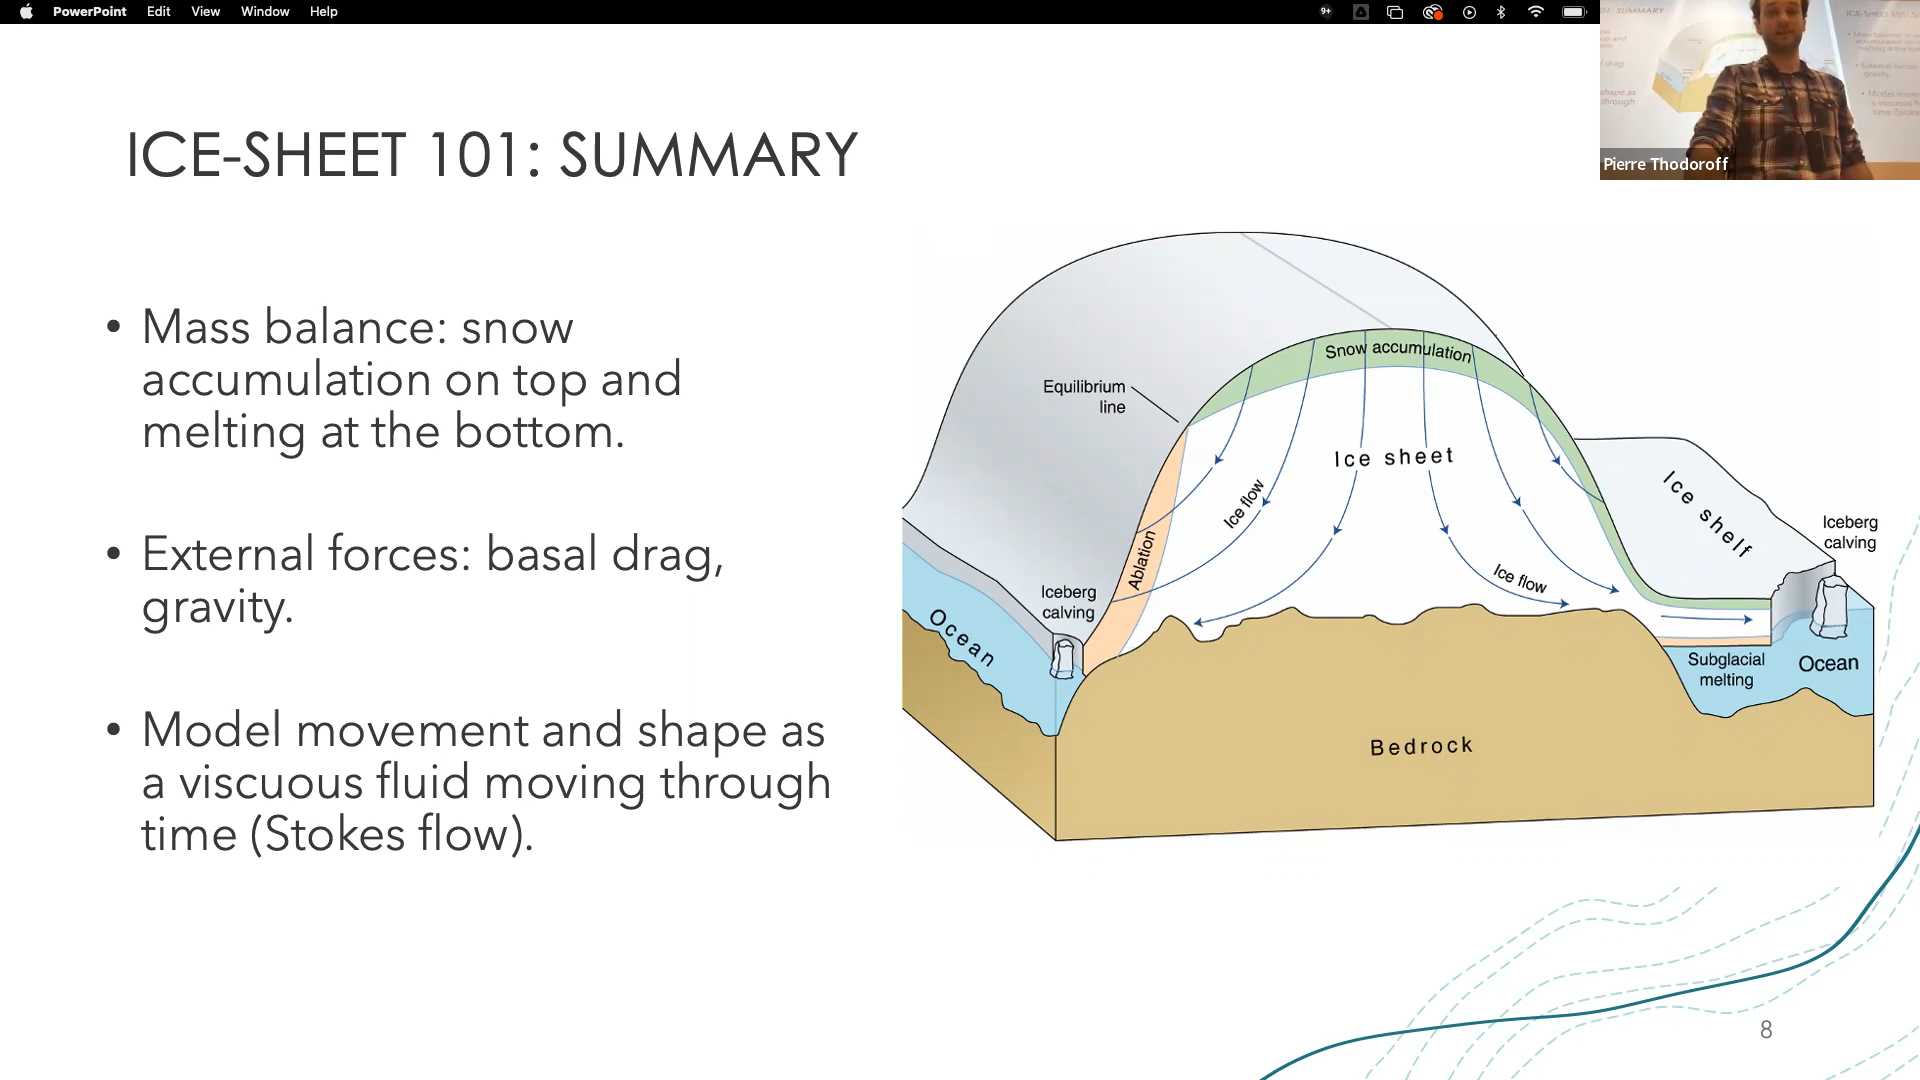 PowerPoint Edit View Window Help
9+
Pierre Thodoroff
ICE-SHEET 101: SUMMARY
• Mass balance: snow
accumulation on top and
melting at the bottom.
• External forces: basal drag,
gravity.
• Model movement and shape as
a viscuous fluid moving through
time (Stokes flow).
Snow accumulation
Equilibrium
line
Ice sheet
Ice flow
Ablation
Ice flow
Iceberg
calving
Ocean
Ice shelf
Iceberg
calving
Subglacial
melting
Ocean
Bedrock
8